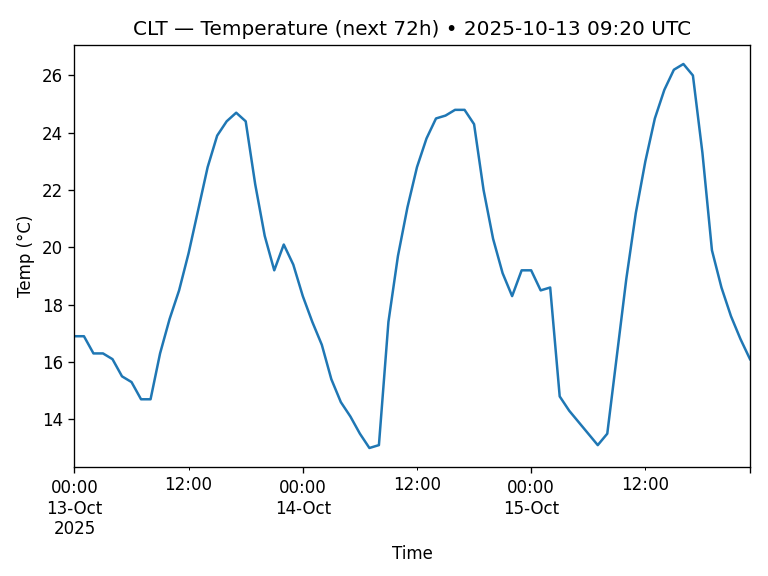 CLT — Temperature (next 72h) • 2025-10-13 09:20 UTC
Temp (°C)
26
24
22
20
18
16
14
00:00 12:00 00:00 12:00 00:00 12:00
13-Oct 14-Oct 15-Oct
2025
Time